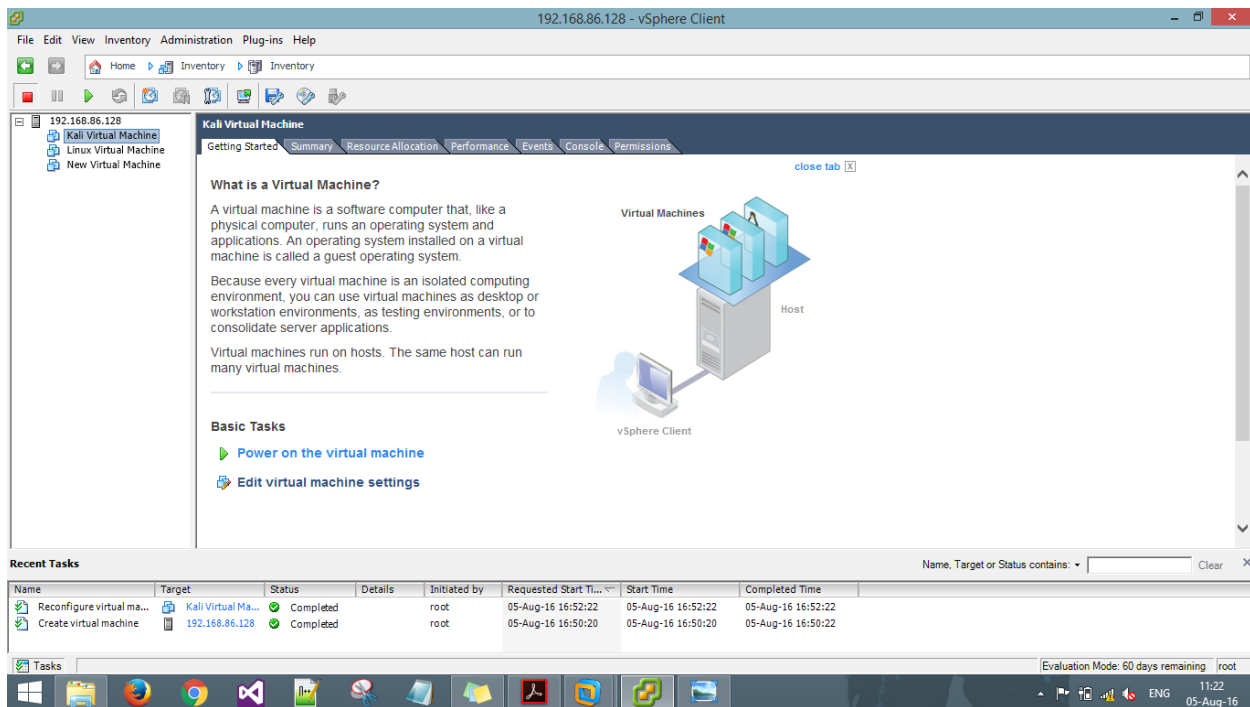 192.168.86.128 - vSphere Client
File Edit View Inventory Administration Plug-ins Help
Home Inventory Inventory
192.168.86.128
Kali Virtual Machine
Linux Virtual Machine
New Virtual Machine
Kali Virtual Machine
Getting Started Summary Resource Allocation Performance Events Console Permissions
close tab X
What is a Virtual Machine?
A virtual machine is a software computer that, like a
physical computer, runs an operating system and
applications. An operating system installed on a virtual
machine is called a guest operating system.
Because every virtual machine is an isolated computing
environment, you can use virtual machines as desktop or
workstation environments, as testing environments, or to
consolidate server applications.
Virtual machines run on hosts. The same host can run
many virtual machines.
Virtual Machines
Host
vSphere Client
Basic Tasks
Power on the virtual machine
Edit virtual machine settings
Recent Tasks
Name, Target or Status contains: Clear
Name Target Status Details Initiated by Requested Start Ti... Start Time Completed Time
Reconfigure virtual ma... Kali Virtual Ma... Completed root 05-Aug-16 16:52:22 05-Aug-16 16:52:22 05-Aug-16 16:52:22
Create virtual machine 192.168.86.128 Completed root 05-Aug-16 16:50:20 05-Aug-16 16:50:20 05-Aug-16 16:50:22
Tasks
Evaluation Mode: 60 days remaining root
ENG
11:22
05-Aug-16